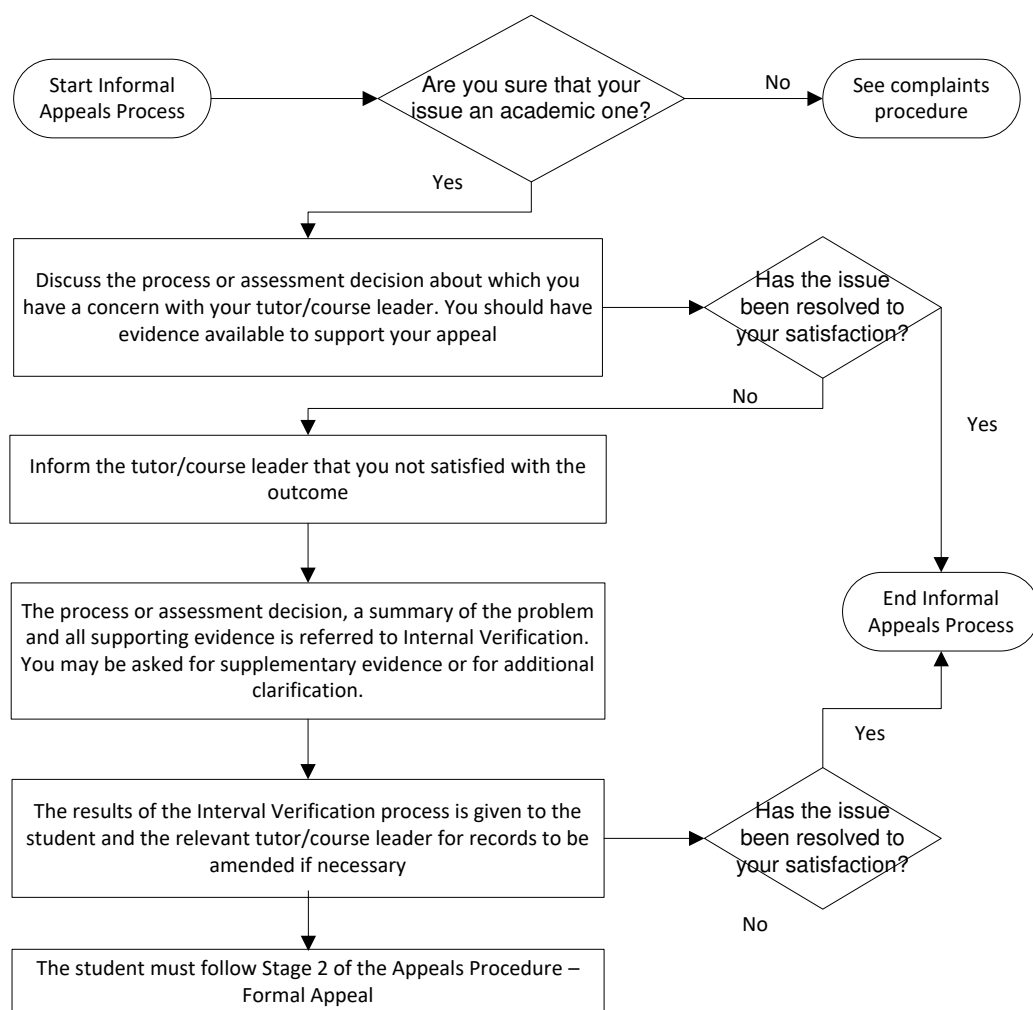 Start Informal
Appeals Process
Are you sure that your
issue an academic one?
No
See complaints
procedure
Yes
Discuss the process or assessment decision about which you
have a concern with your tutor/course leader. You should have
evidence available to support your appeal
Has the issue
been resolved to
your satisfaction?
No
Yes
Inform the tutor/course leader that you not satisfied with the
outcome
The process or assessment decision, a summary of the problem
and all supporting evidence is referred to Internal Verification.
You may be asked for supplementary evidence or for additional
clarification.
End Informal
Appeals Process
Yes
The results of the Interval Verification process is given to the
student and the relevant tutor/course leader for records to be
amended if necessary
Has the issue
been resolved to
your satisfaction?
No
The student must follow Stage 2 of the Appeals Procedure –
Formal Appeal